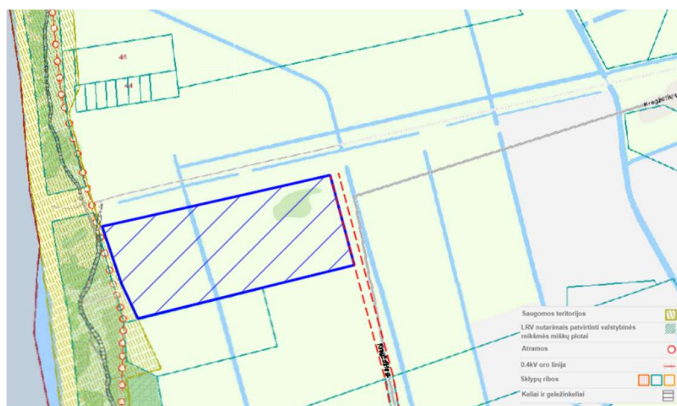 41
44
Saugomos teritorijos
LRV nutarimais patvirtinti valstybinės
reikšmės miškų plotai
Atramos
0.4kV oro linija
Sklypų ribos
Keliai ir geležinkeliai